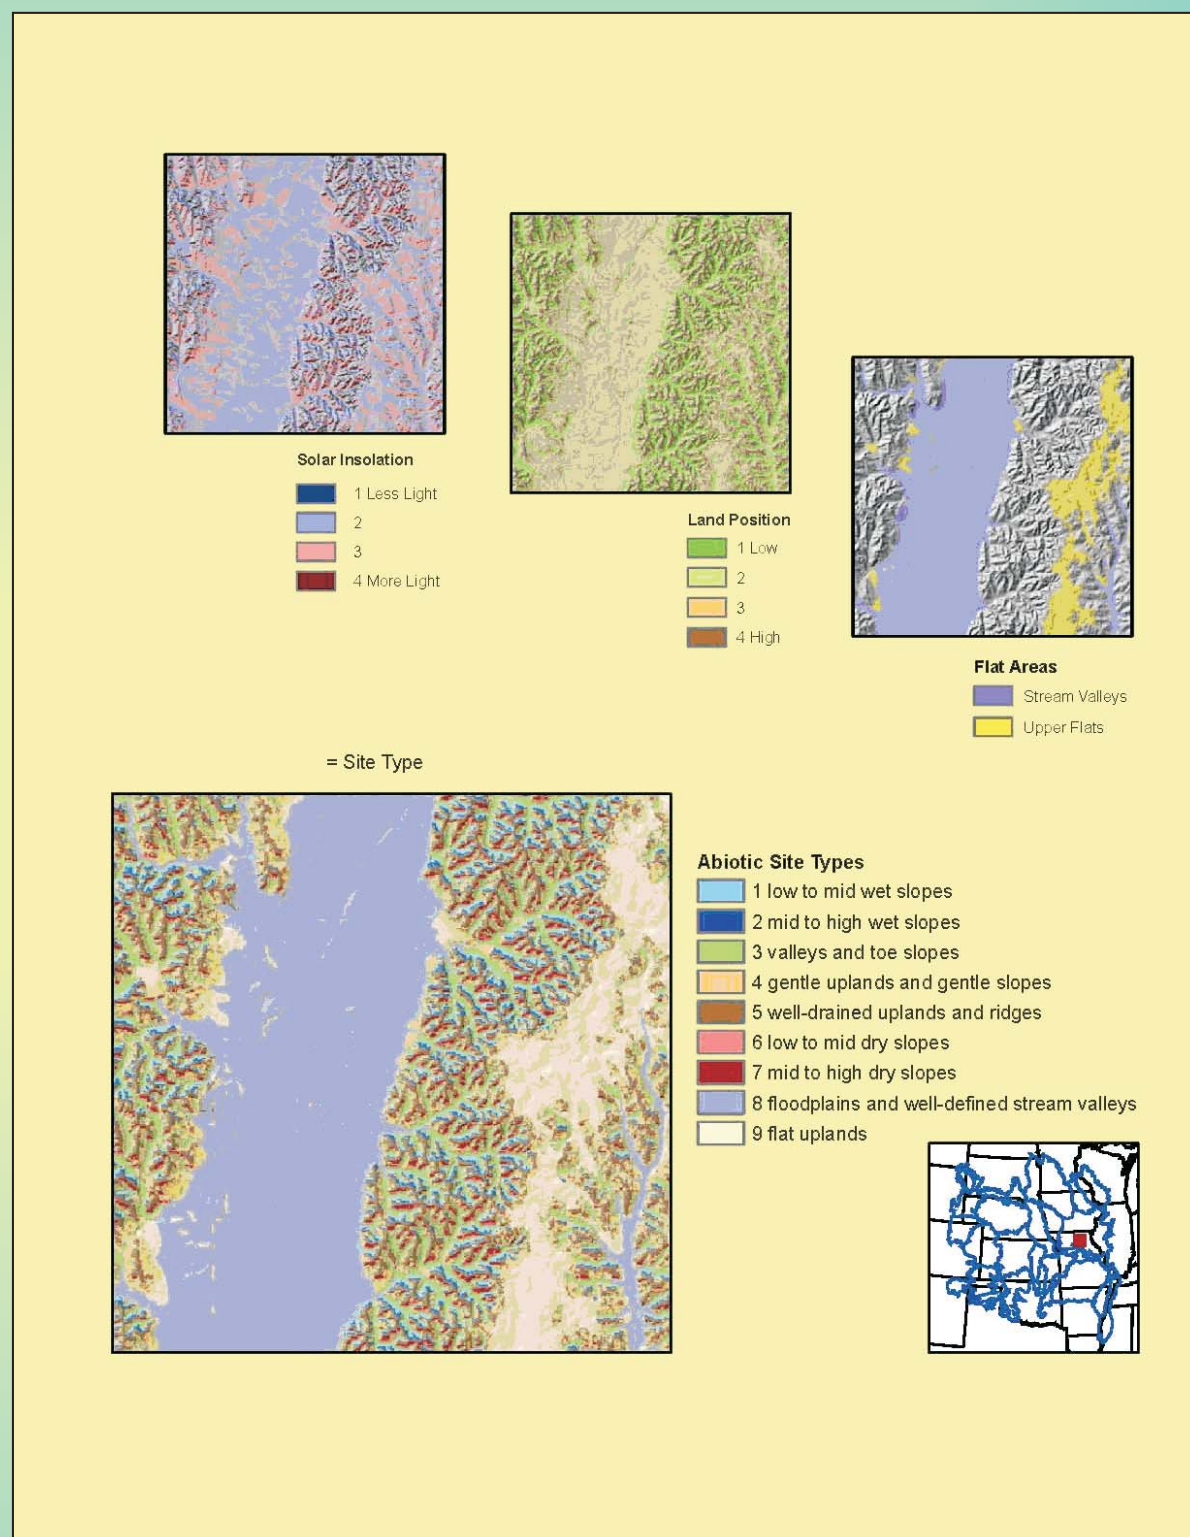 Solar Insolation
1 Less Light
2
3
4 More Light
Land Position
1 Low
2
3
4 High
Flat Areas
Stream Valleys
Upper Flats
= Site Type
Abiotic Site Types
1 low to mid wet slopes
2 mid to high wet slopes
3 valleys and toe slopes
4 gentle uplands and gentle slopes
5 well-drained uplands and ridges
6 low to mid dry slopes
7 mid to high dry slopes
8 floodplains and well-defined stream valleys
9 flat uplands